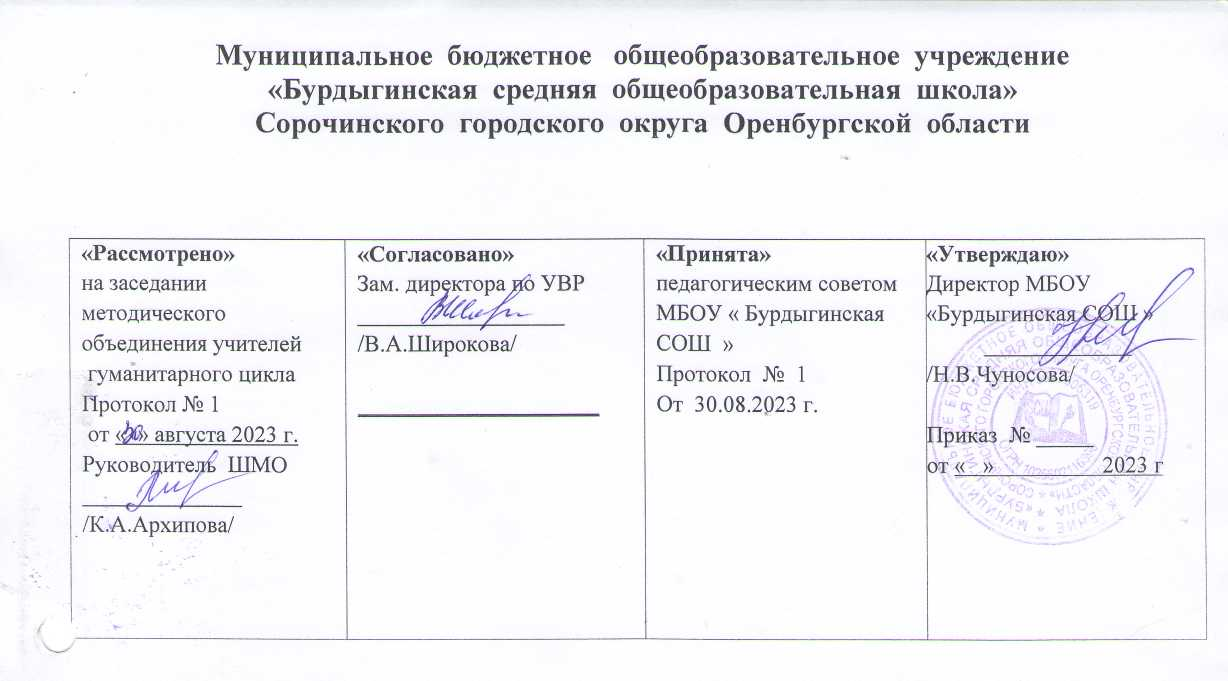 Муниципальное бюджетное общеобразовательное учреждение
«Бурдыгинская средняя общеобразовательная школа»
Сорочинского городского округа Оренбургской области
«Рассмотрено»
на заседании
методического
объединения учителей
гуманитарного цикла
Протокол № 1
от «30» августа 2023 г.
Руководитель ШМО
/К.А.Архипова/
«Согласовано»
Зам. директора по УВР
/В.А.Широкова/
«Принята»
педагогическим советом
МБОУ « Бурдыгинская
СОШ »
Протокол № 1
От 30.08.2023 г.
«Утверждаю»
Директор МБОУ
«Бурдыгинская СОШ »
/Н.В.Чуносова/
Приказ № ______
от « » 2023 г